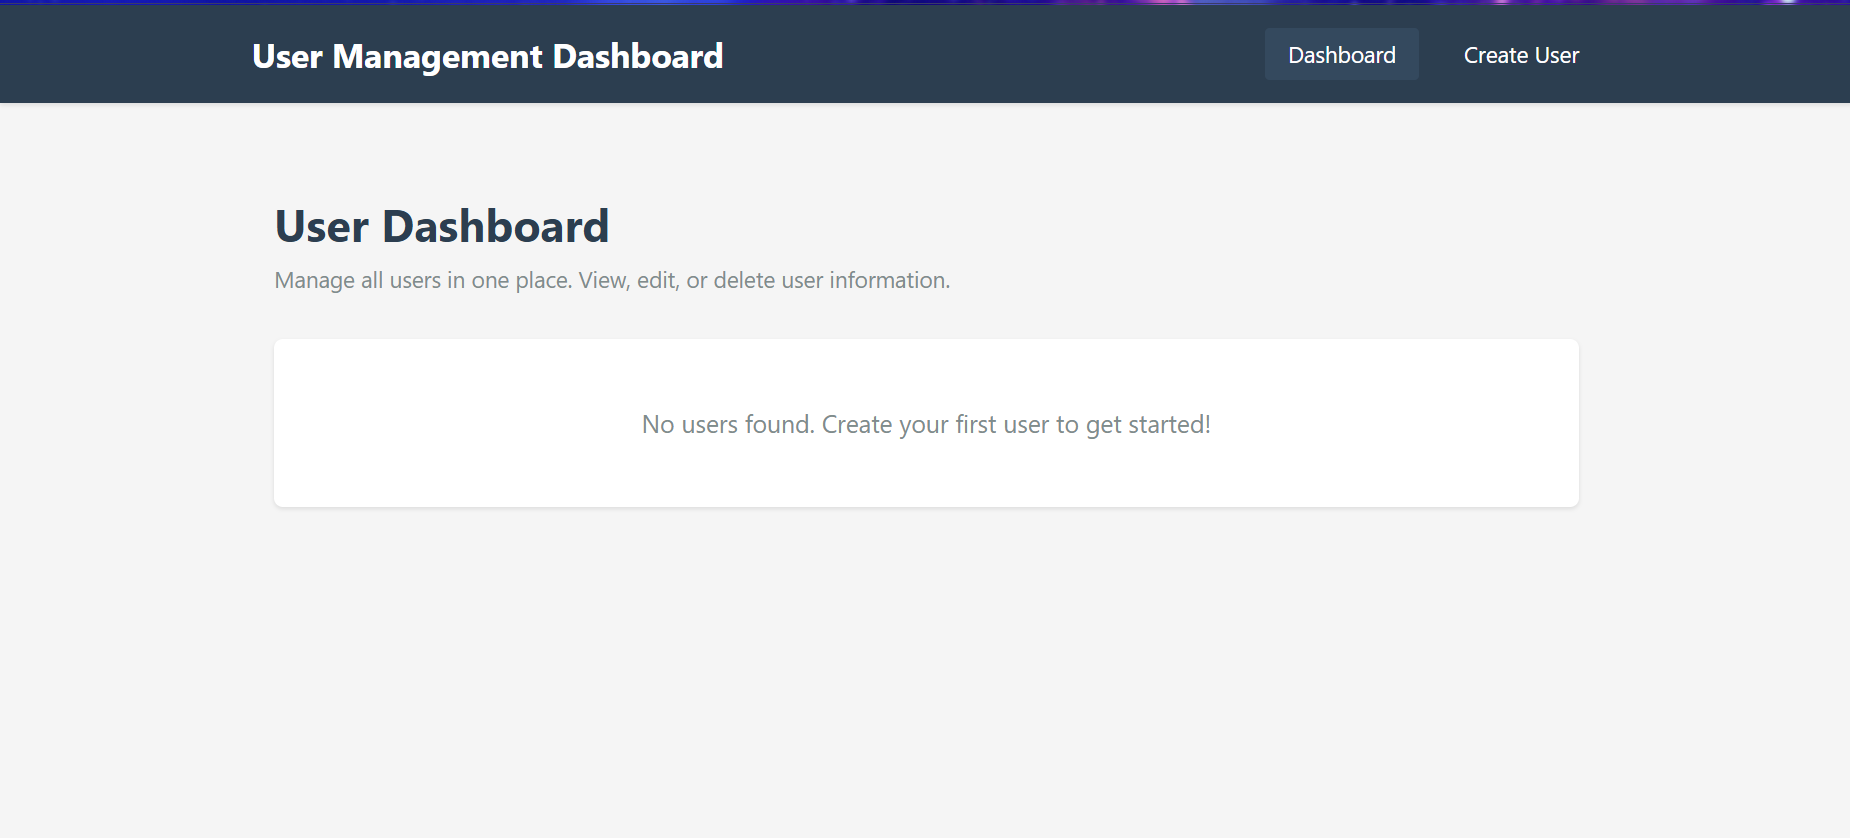 User Management Dashboard
Dashboard
Create User
User Dashboard
Manage all users in one place. View, edit, or delete user information.
No users found. Create your first user to get started!